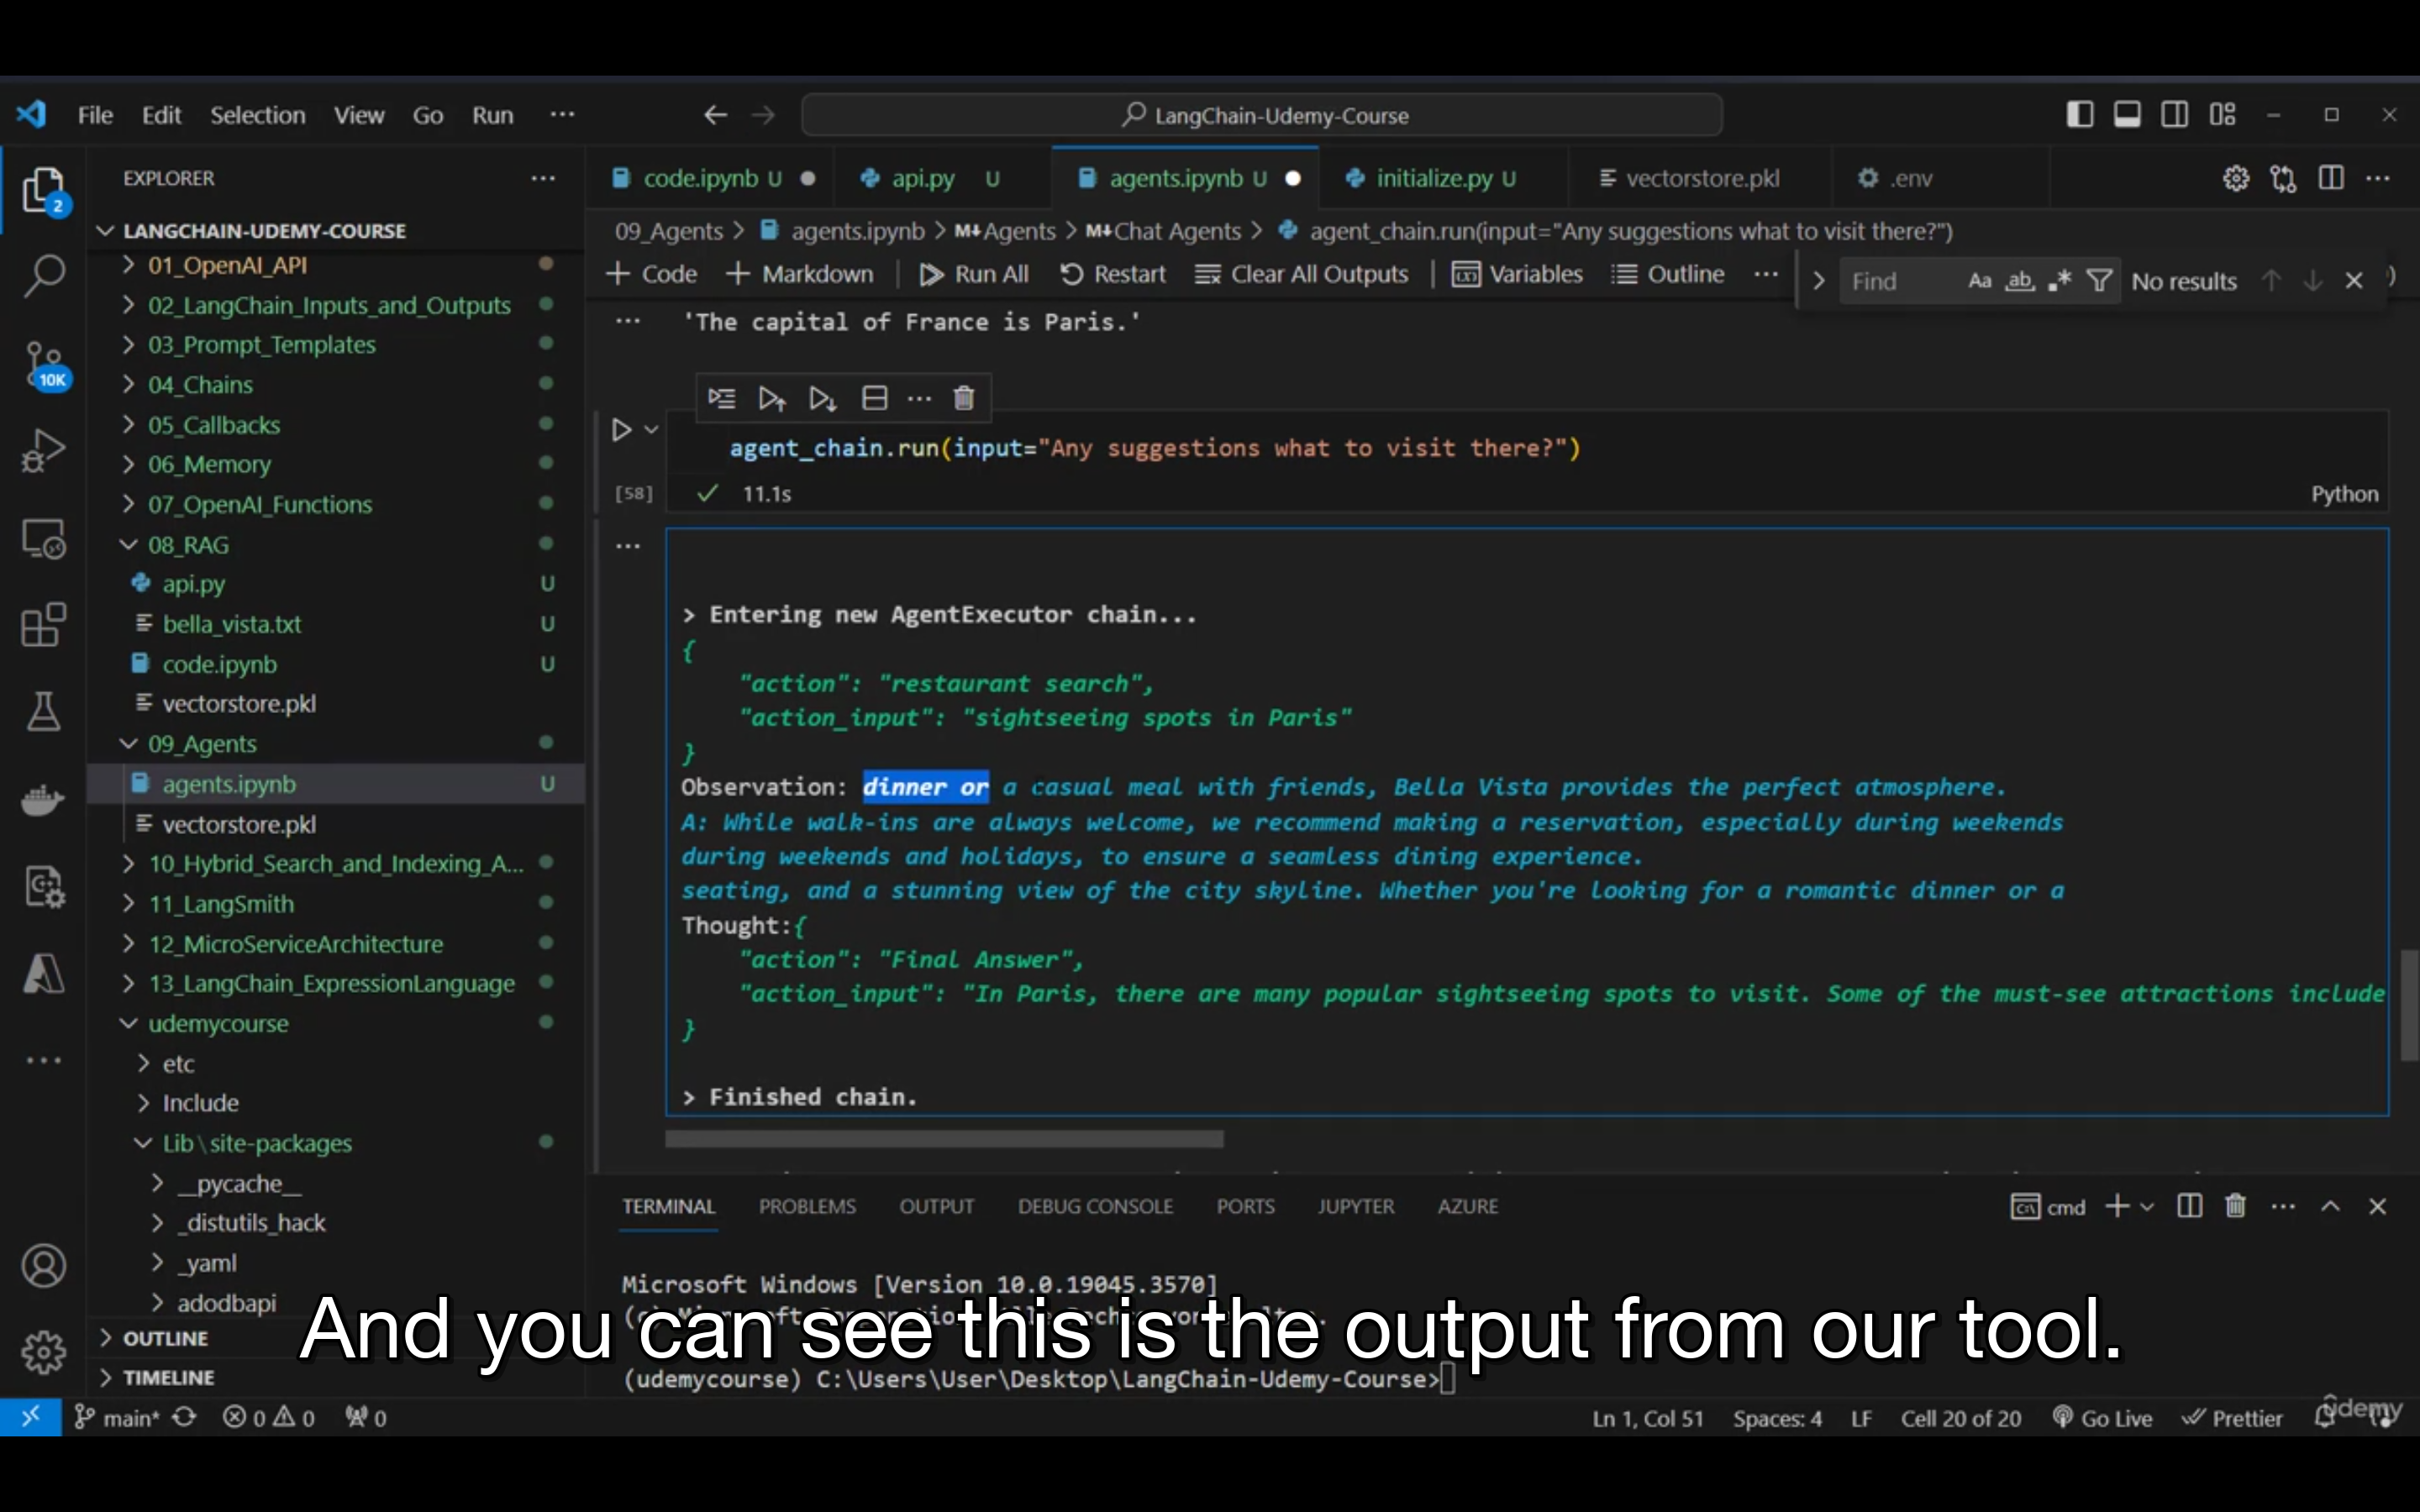 File Edit Selection View Go Run ...
LangChain-Udemy-Course
EXPLORER
LANGCHAIN-UDEMY-COURSE
01_OpenAI_API
02_LangChain_Inputs_and_Outputs
03_Prompt_Templates
04_Chains
05_Callbacks
06_Memory
07_OpenAI_Functions
08_RAG
api.py U
bella_vista.txt U
code.ipynb U
vectorstore.pkl
09_Agents
agents.ipynb U
vectorstore.pkl
10_Hybrid_Search_and_Indexing_A...
11_LangSmith
12_MicroServiceArchitecture
13_LangChain_ExpressionLanguage
udemycourse
etc
Include
Lib\site-packages
__pycache__
_distutils_hack
_yaml
adodbapi
OUTLINE
TIMELINE
2
10K
code.ipynb U api.py U agents.ipynb U initialize.py U vectorstore.pkl .env
09_Agents > agents.ipynb > M↓Agents > M↓Chat Agents > agent_chain.run(input="Any suggestions what to visit there?")
+ Code + Markdown Run All Restart Clear All Outputs Variables Outline ...
Find Aa ab No results
'The capital of France is Paris.'
agent_chain.run(input="Any suggestions what to visit there?")
[58] 11.1s Python
> Entering new AgentExecutor chain...
{
"action": "restaurant search",
"action_input": "sightseeing spots in Paris"
}
Observation: dinner or a casual meal with friends, Bella Vista provides the perfect atmosphere.
A: While walk-ins are always welcome, we recommend making a reservation, especially during weekends
during weekends and holidays, to ensure a seamless dining experience.
seating, and a stunning view of the city skyline. Whether you're looking for a romantic dinner or a
Thought:{
"action": "Final Answer",
"action_input": "In Paris, there are many popular sightseeing spots to visit. Some of the must-see attractions include
}
> Finished chain.
TERMINAL PROBLEMS OUTPUT DEBUG CONSOLE PORTS JUPYTER AZURE
cmd
Microsoft Windows [Version 10.0.19045.3570]
And you can see this is the output from our tool.
(udemycourse) C:\Users\User\Desktop\LangChain-Udemy-Course>
main* 0 0 0
Ln 1, Col 51 Spaces: 4 LF Cell 20 of 20 Go Live Prettier
udemy